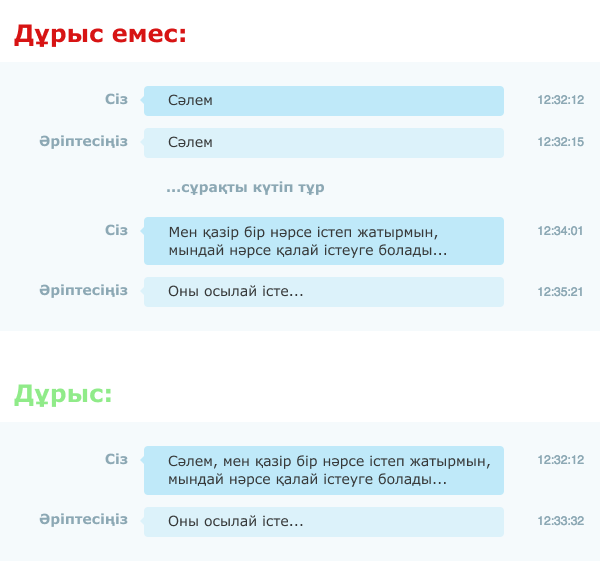 Дұрыс емес:
Сіз
Сәлем
12:32:12
Әріптесіңіз
Сәлем
12:32:15
...сұрақты күтіп тұр
Сіз
Мен қазір бір нәрсе істеп жатырмын,
12:34:01
мындай нәрсе қалай істеуге болады...
Әріптесіңіз
Оны осылай істе...
12:35:21
Дұрыс:
Сіз
Сәлем, мен қазір бір нәрсе істеп жатырмын,
12:32:12
мындай нәрсе қалай істеуге болады...
Әріптесіңіз
Оны осылай істе...
12:33:32